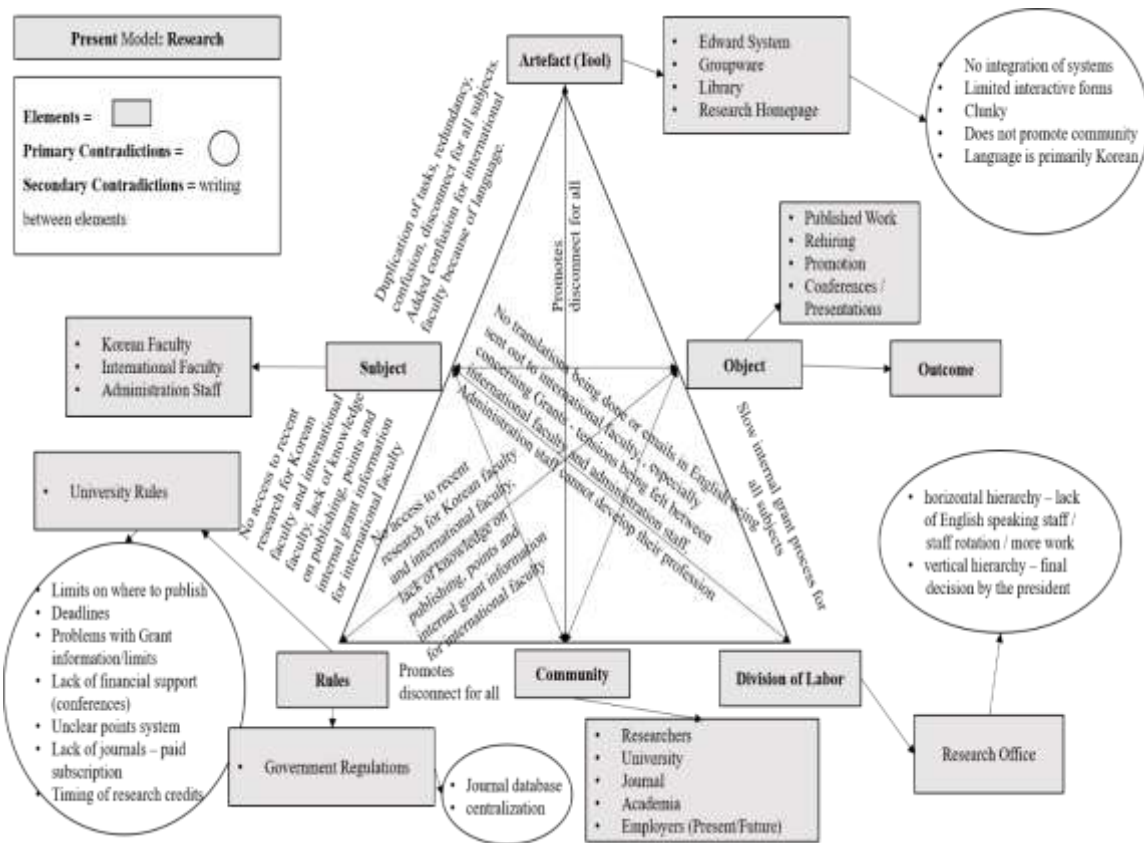 Present Model: Research
Elements =
Primary Contradictions =
Secondary Contradictions = writing
between elements
Artefact (Tool)
• Edward System
• Groupware
• Library
• Research Homepage
• No integration of systems
• Limited interactive forms
• Clunky
• Does not promote community
• Language is primarily Korean
Duplication of tasks, redundancy,
confusion, disconnect for all subjects.
Added confusion for international
faculty because of language.
Promotes
disconnect for all
• Published Work
• Rehiring
• Promotion
• Conferences /
Presentations
• Korean Faculty
• International Faculty
• Administration Staff
Subject
Object
Outcome
No translations being done or emails in English being
sent out to international faculty, especially
concerning Grants - tensions being felt between
international faculty and administration staff.
Administration staff cannot develop their profession
Slow internal grant process for
all subjects
No access to recent
research for Korean
faculty and international
faculty, lack of knowledge
on publishing, points and
internal grant information
for international faculty
No access to recent
research for Korean faculty
and international faculty,
lack of knowledge on
publishing, points and
internal grant information
for international faculty
• University Rules
• horizontal hierarchy – lack
of English speaking staff /
staff rotation / more work
• vertical hierarchy – final
decision by the president
• Limits on where to publish
• Deadlines
• Problems with Grant
information/limits
• Lack of financial support
(conferences)
• Unclear points system
• Lack of journals – paid
subscription
• Timing of research credits
Rules
Promotes
disconnect for all
Community
Division of Labor
• Government Regulations
• Journal database
• centralization
• Researchers
• University
• Journal
• Academia
• Employers (Present/Future)
Research Office